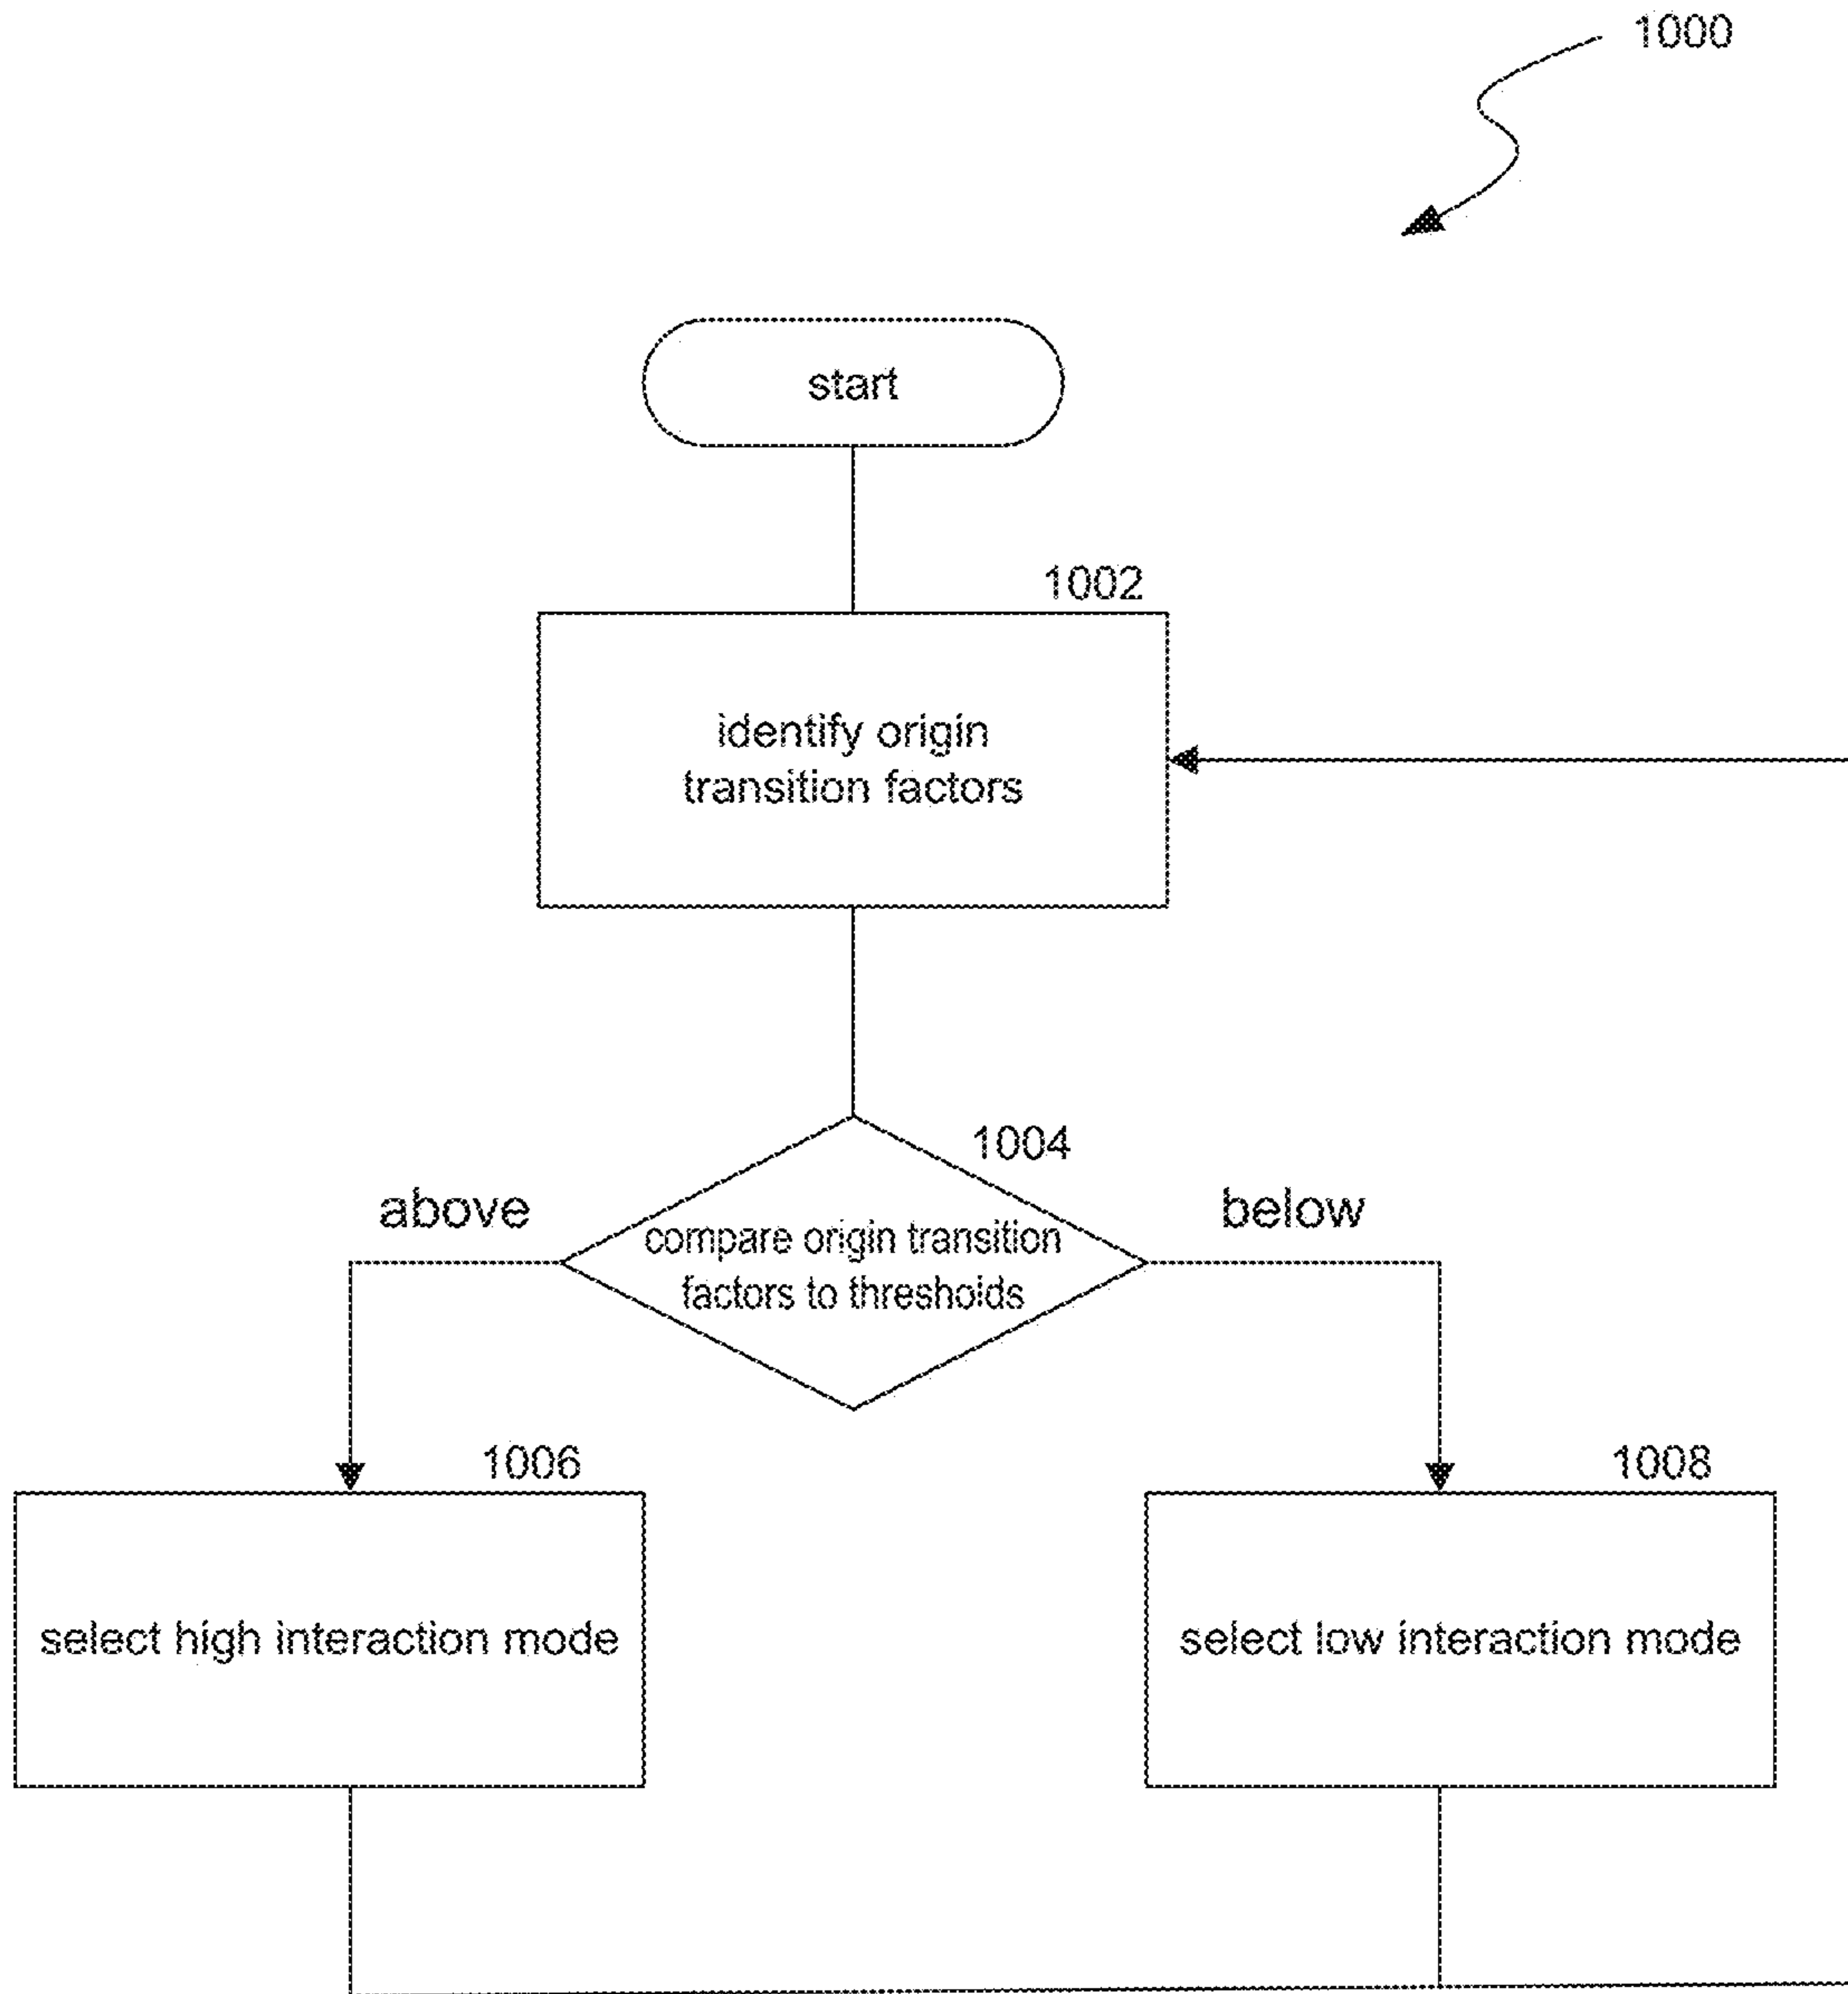 1000
start
1002
identify origin
transition factors
1004
above
below
compare origin transition
factors to thresholds
1006
1008
select high interaction mode
select low interaction mode